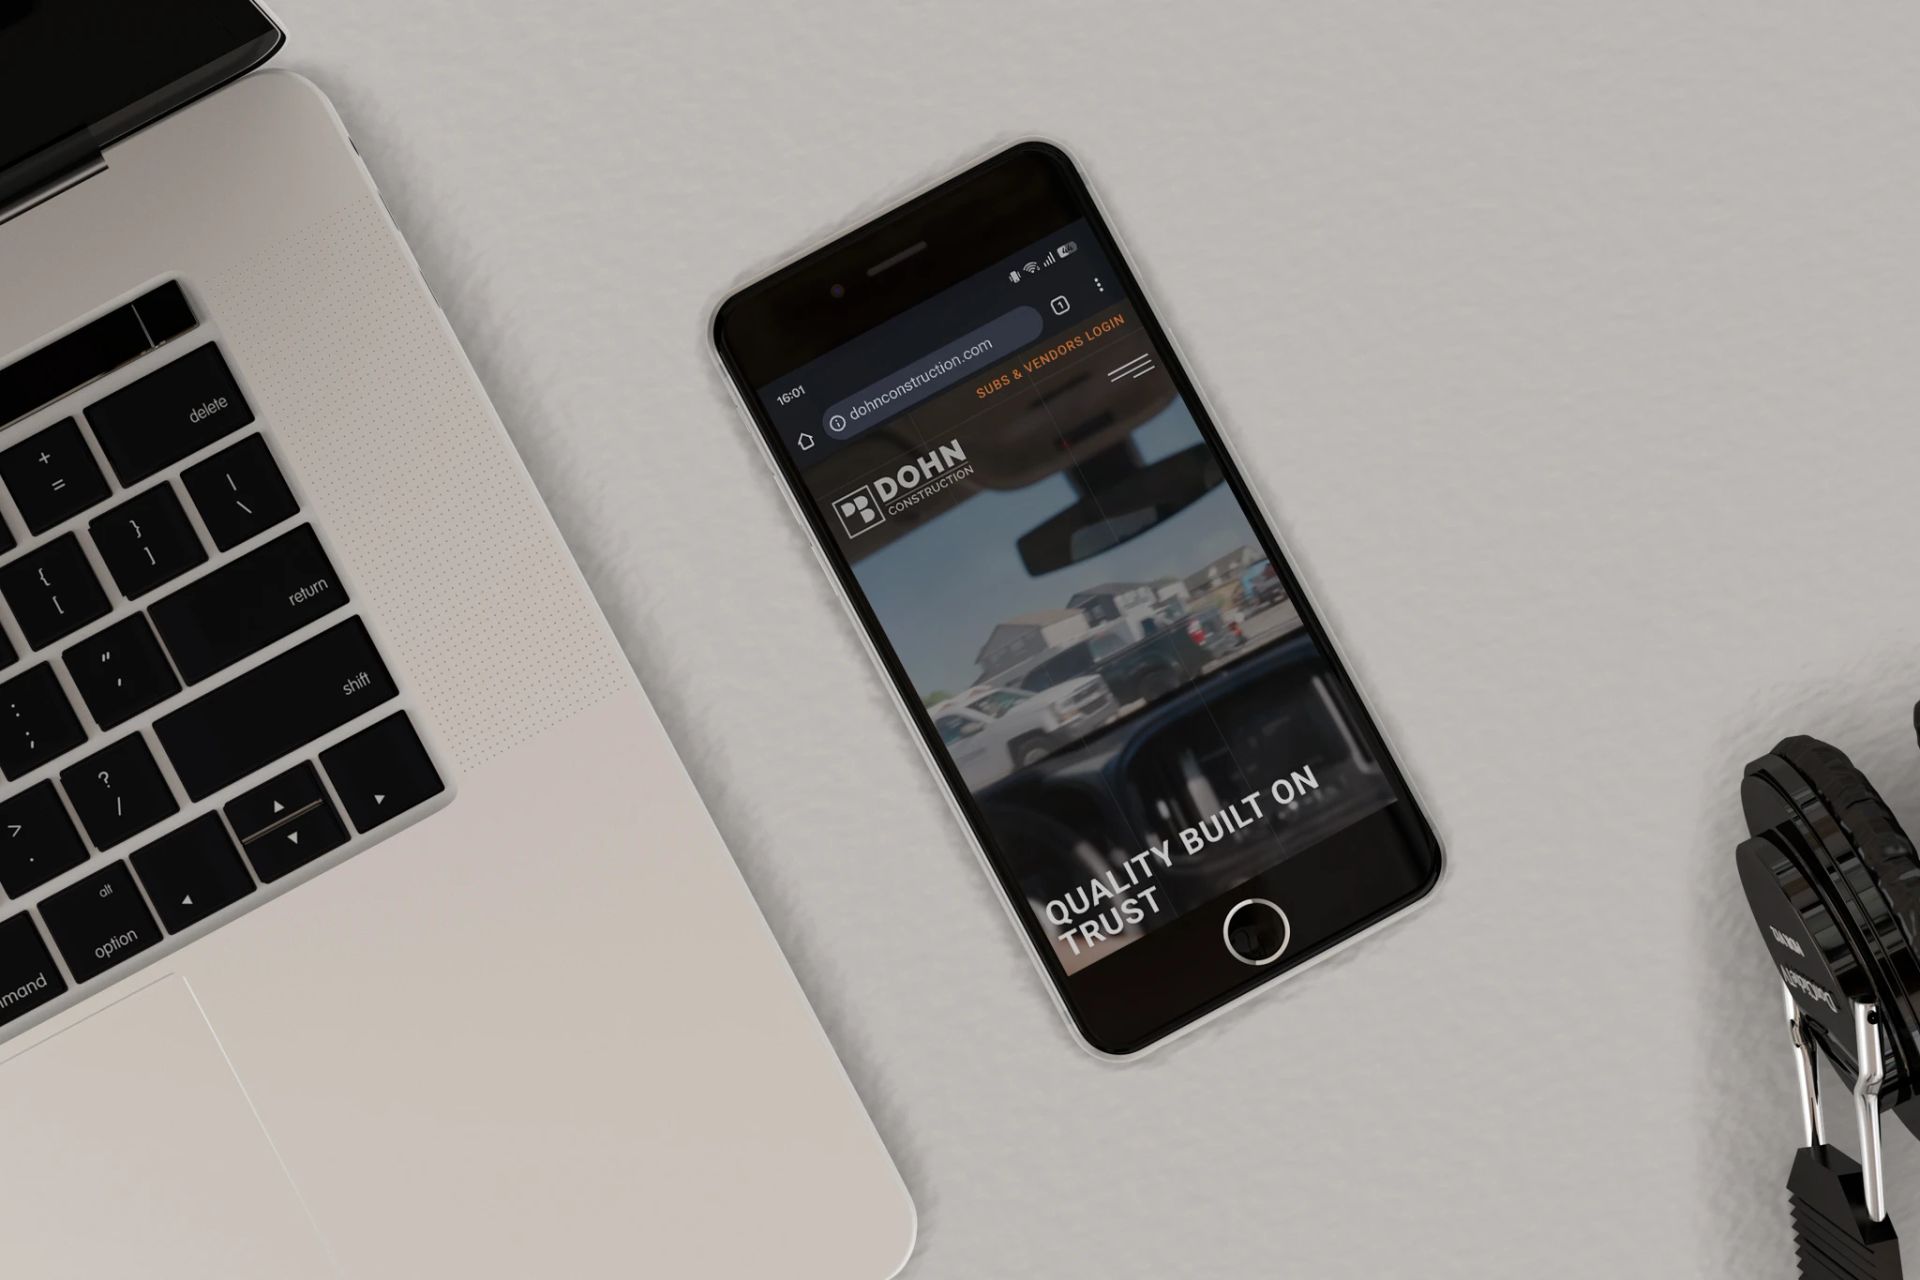 16:01
1
dohnconstruction.com
SUBS & VENDORS LOGIN
DOHN
CONSTRUCTION
QUALITY BUILT ON
TRUST
delete
+
=
}
]
|
\
{
[
return
"
,
:
;
shift
?
/
>
.
alt
option
mmand